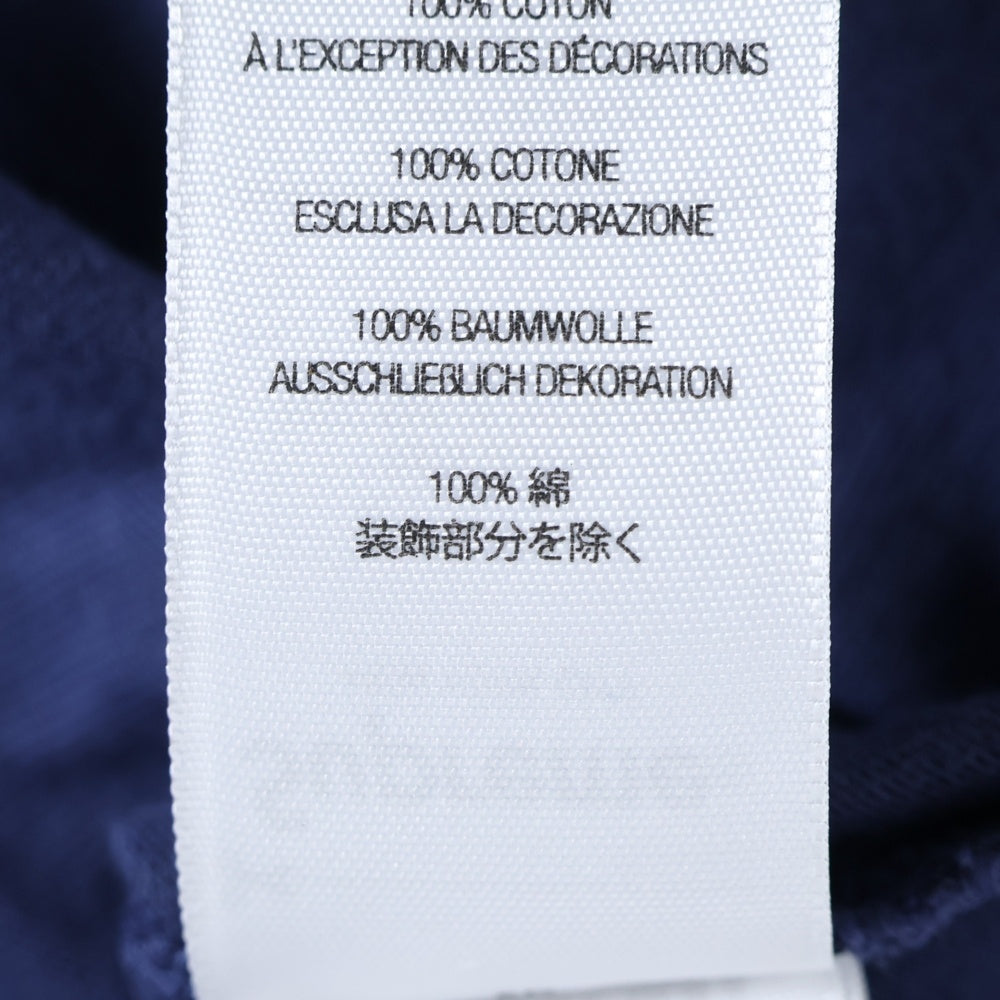 100% COTON
À L'EXCEPTION DES DÉCORATIONS
100% COTONE
ESCLUSA LA DECORAZIONE
100% BAUMWOLLE
AUSSCHLIEßLICH DEKORATION
100% 綿
装飾部分を除く